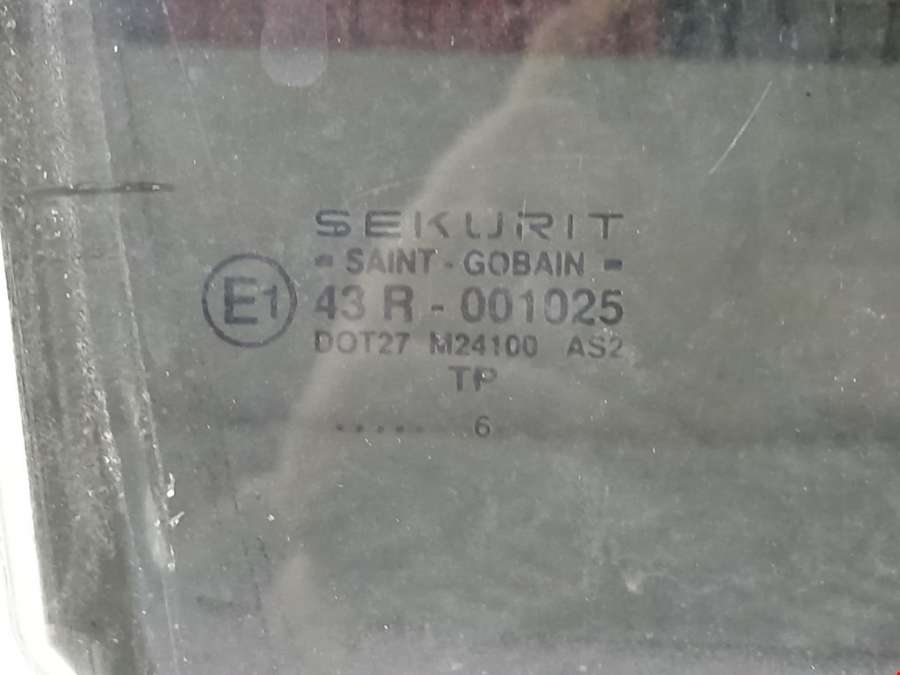 SEKURIT
- SAINT - GOBAIN -
E1 43 R - 001025
DOT27 M24100 AS2
TP
..... 6